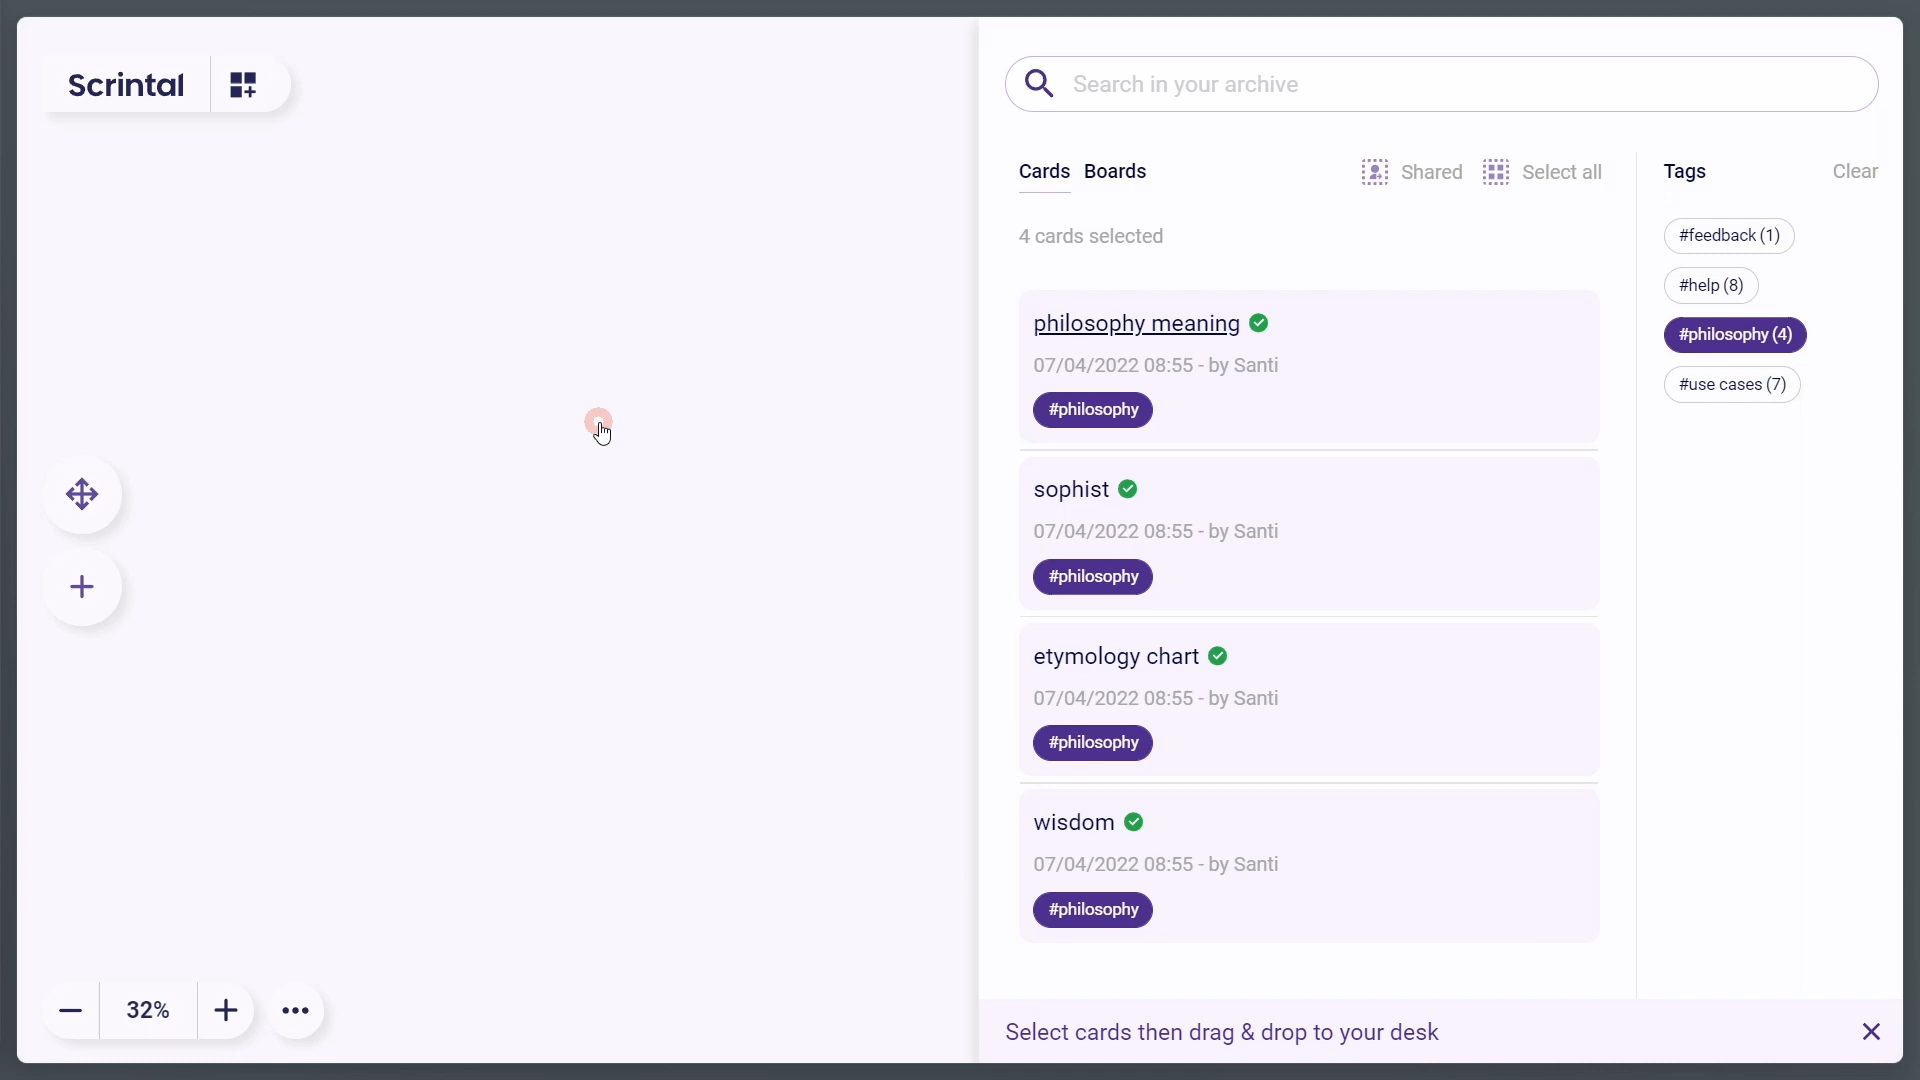 Scrintal
Search in your archive
Cards Boards Shared Select all
4 cards selected
philosophy meaning
07/04/2022 08:55 - by Santi
#philosophy
sophist
07/04/2022 08:55 - by Santi
#philosophy
etymology chart
07/04/2022 08:55 - by Santi
#philosophy
wisdom
07/04/2022 08:55 - by Santi
#philosophy
Tags Clear
#feedback (1)
#help (8)
#philosophy (4)
#use cases (7)
32%
Select cards then drag & drop to your desk